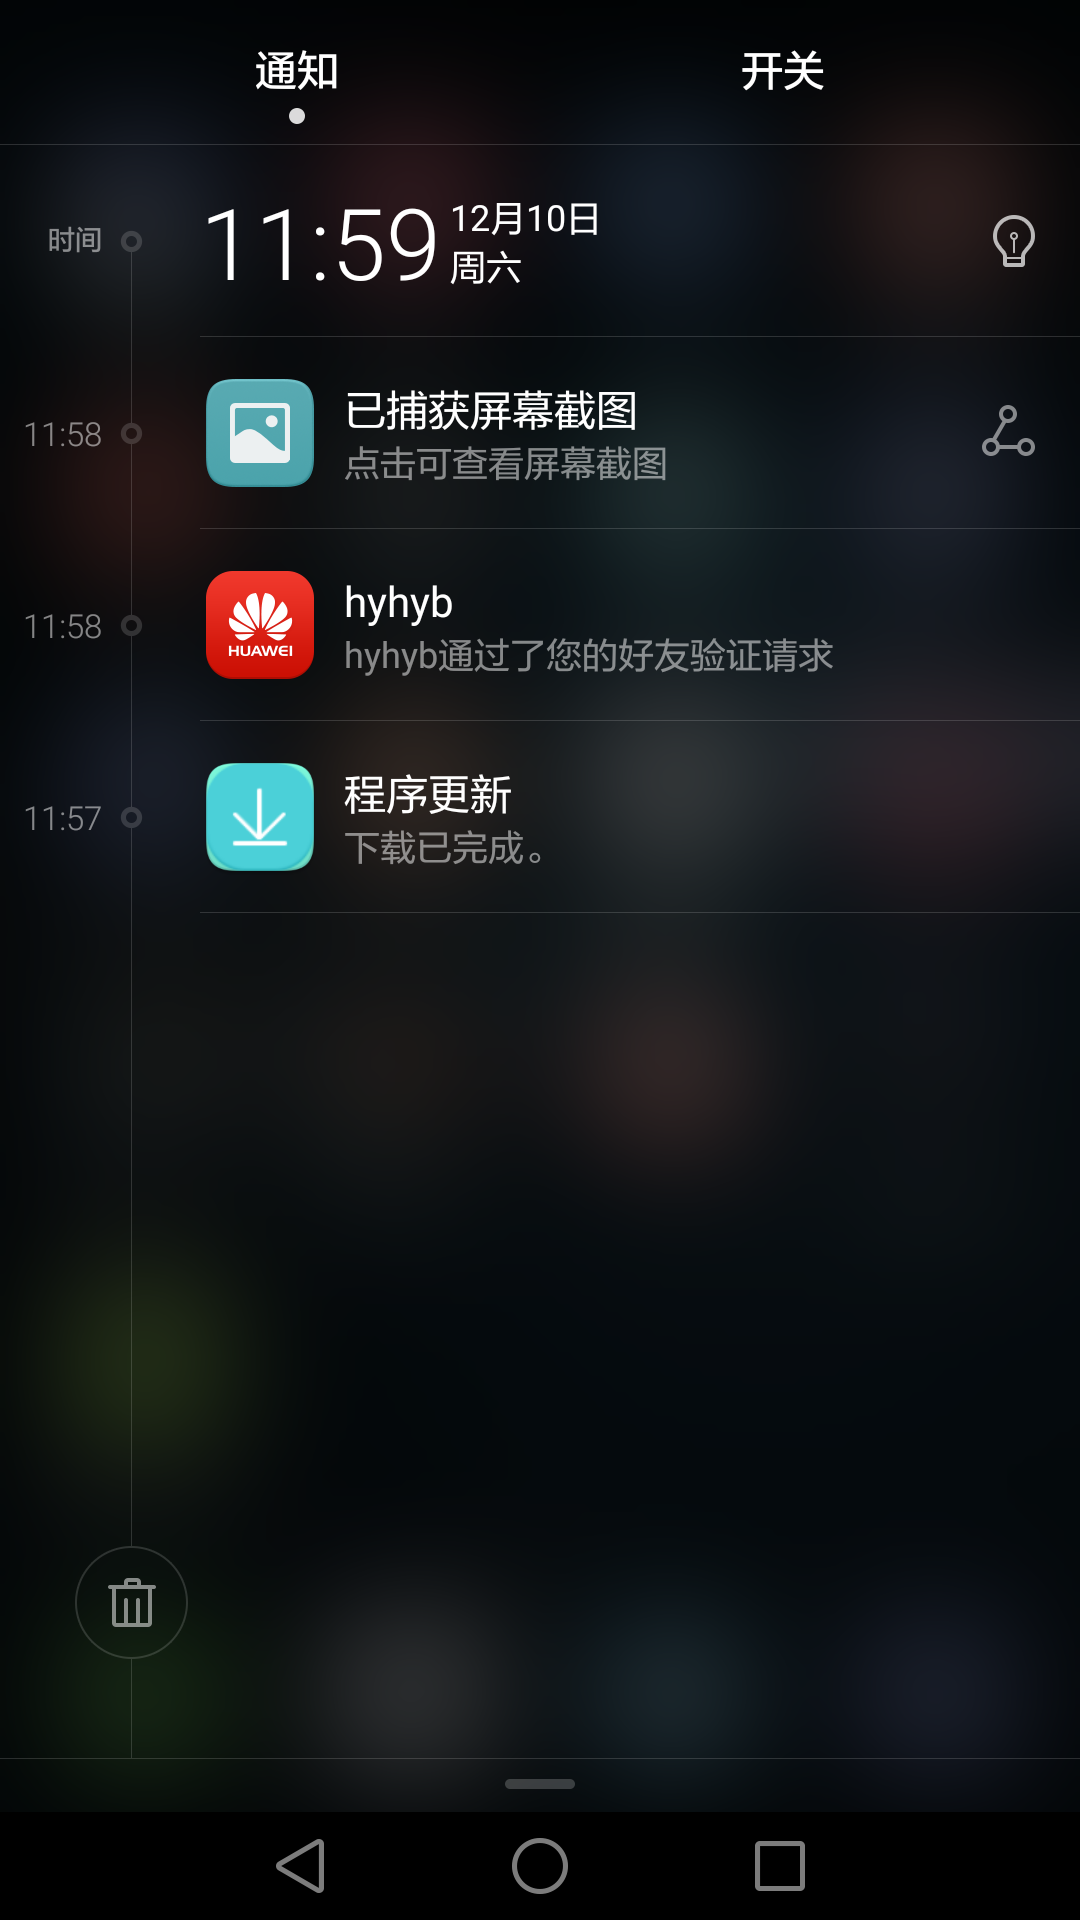 通知
开关
时间
11:59
12月10日
周六
11:58
已捕获屏幕截图
点击可查看屏幕截图
11:58
HUAWEI
hyhyb
hyhyb通过了您的好友验证请求
11:57
程序更新
下载已完成。